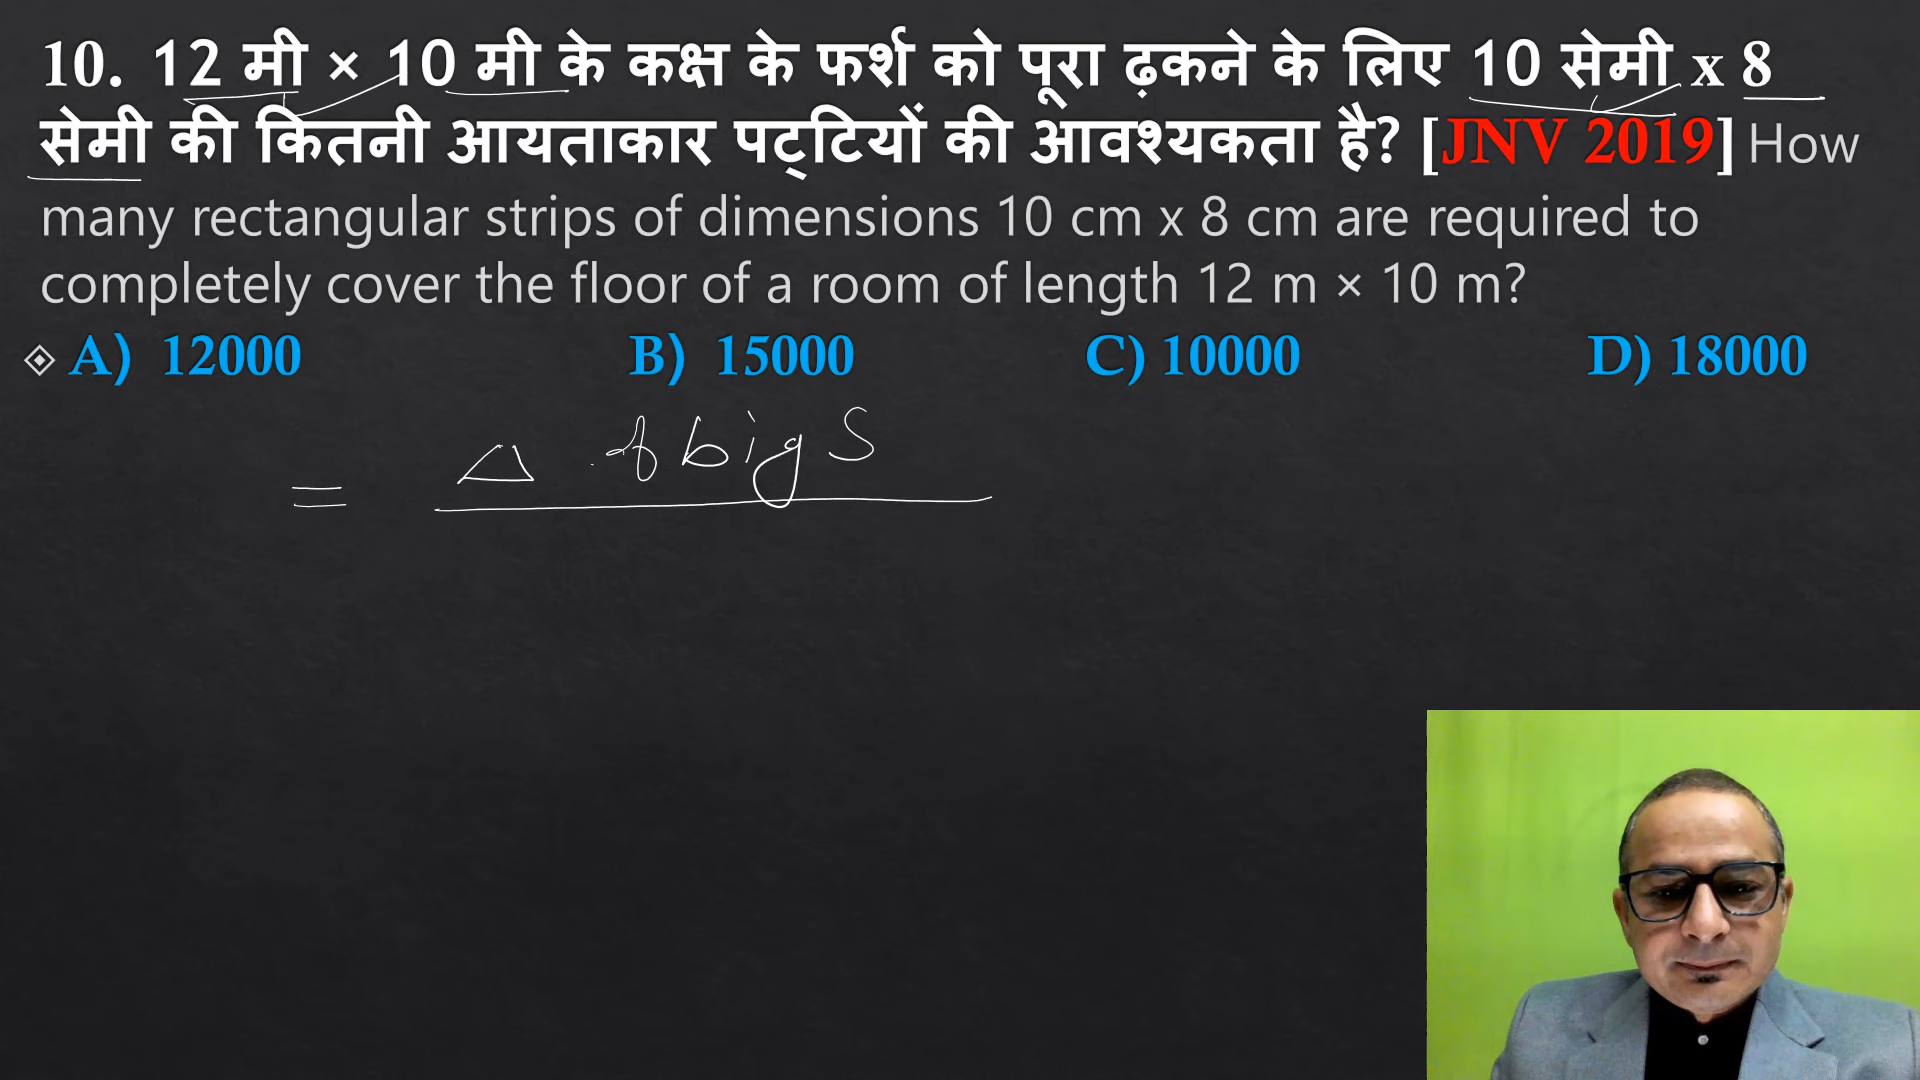 10. 12 मी × 10 मी के कक्ष के फर्श को पूरा ढ़कने के लिए 10 सेमी x 8
सेमी की कितनी आयताकार पट्टियों की आवश्यकता है? [JNV 2019] How
many rectangular strips of dimensions 10 cm x 8 cm are required to
completely cover the floor of a room of length 12 m × 10 m?
A) 12000 B) 15000 C) 10000 D) 18000
= △ of big S